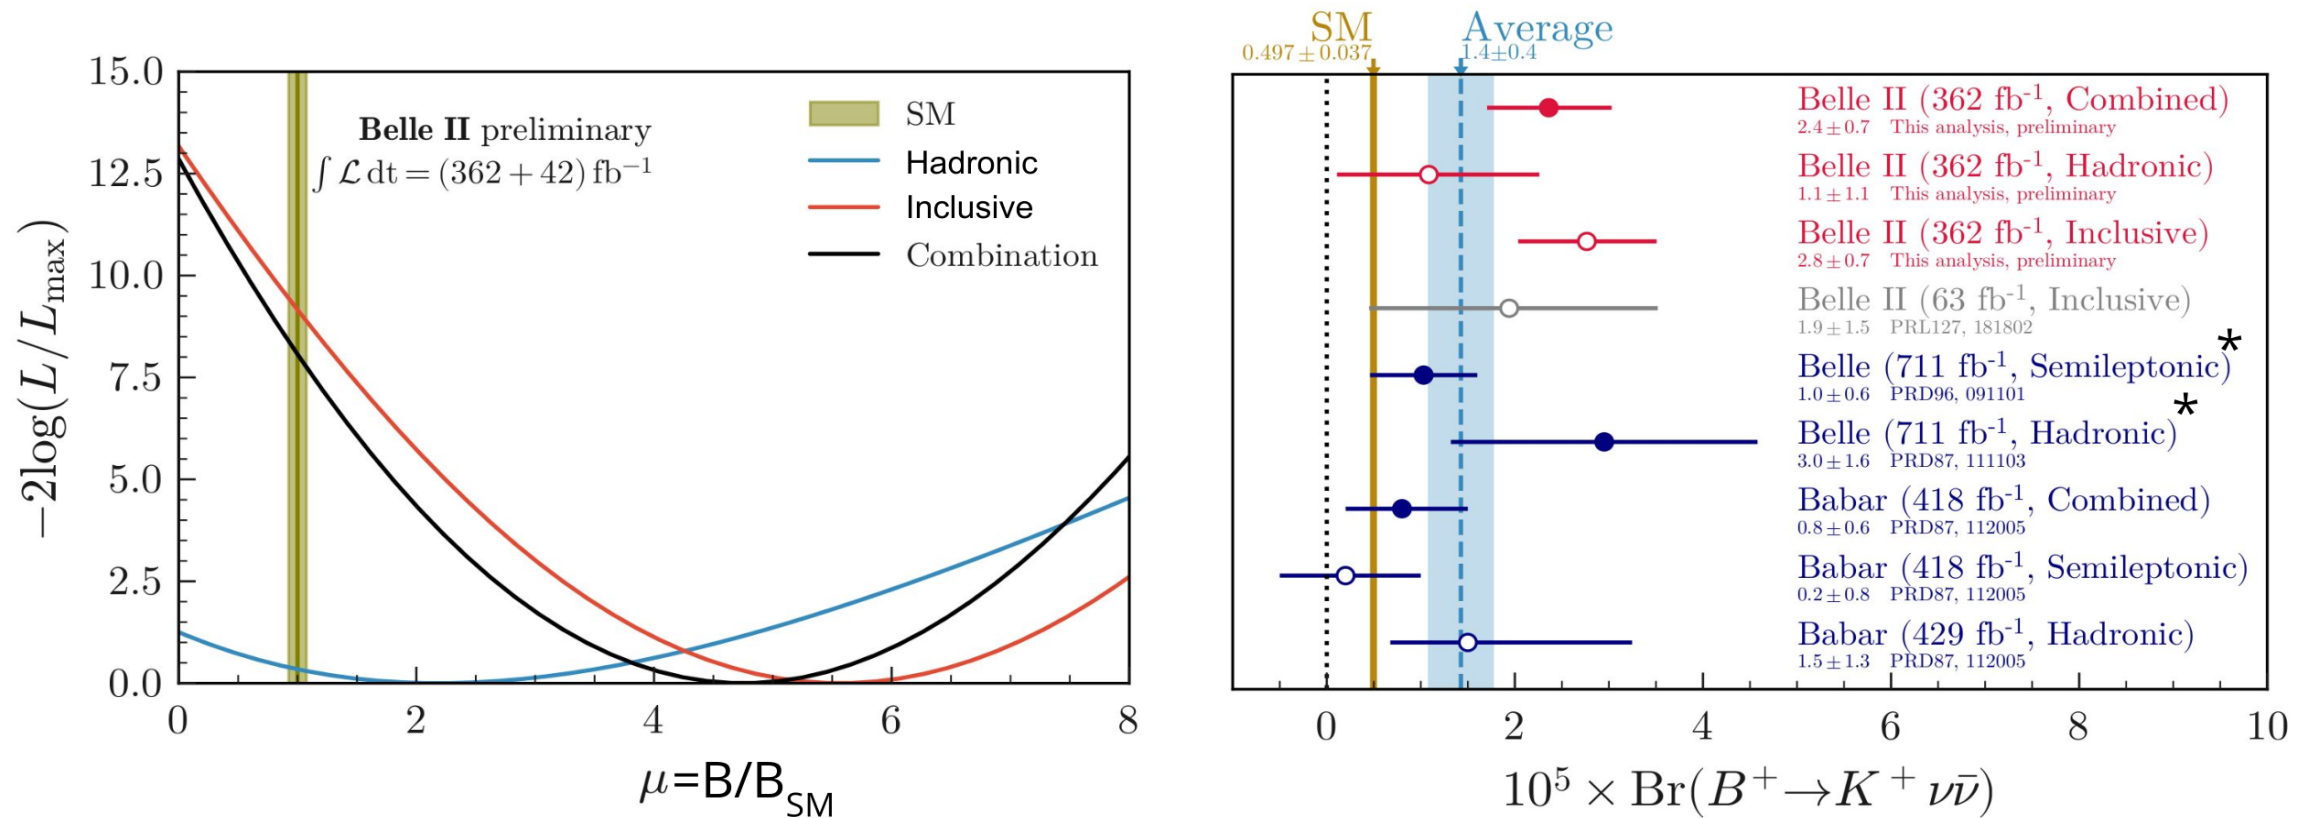 15.0
12.5
10.0
7.5
5.0
2.5
0.0
−2log(L/L_max)
Belle II preliminary
∫ ℒ dt = (362 + 42) fb⁻¹
SM
Hadronic
Inclusive
Combination
0 2 4 6 8
μ=B/B_SM
SM
0.497 ± 0.037
Average
1.4±0.4
Belle II (362 fb⁻¹, Combined)
2.4 ± 0.7 This analysis, preliminary
Belle II (362 fb⁻¹, Hadronic)
1.1 ± 1.1 This analysis, preliminary
Belle II (362 fb⁻¹, Inclusive)
2.8 ± 0.7 This analysis, preliminary
Belle II (63 fb⁻¹, Inclusive)
1.9 ± 1.5 PRL127, 181802
Belle (711 fb⁻¹, Semileptonic)*
1.0 ± 0.6 PRD96, 091101
Belle (711 fb⁻¹, Hadronic)*
3.0 ± 1.6 PRD87, 111103
Babar (418 fb⁻¹, Combined)
0.8 ± 0.6 PRD87, 112005
Babar (418 fb⁻¹, Semileptonic)
0.2 ± 0.8 PRD87, 112005
Babar (429 fb⁻¹, Hadronic)
1.5 ± 1.3 PRD87, 112005
0 2 4 6 8 10
10⁵ × Br(B⁺→K⁺νν̄)